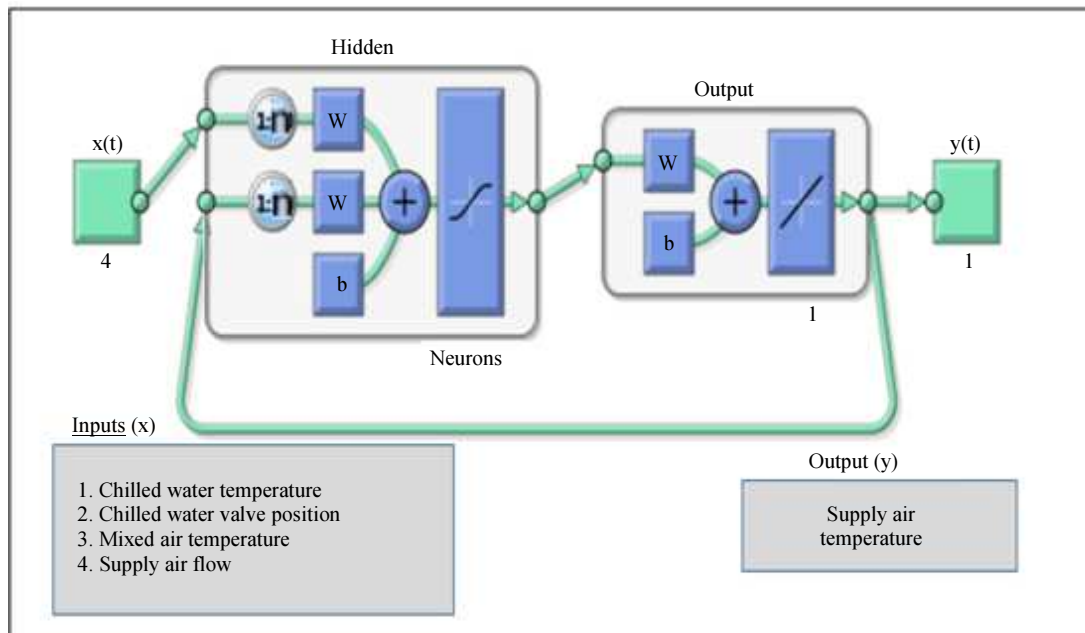 Hidden
Output
x(t)
y(t)
1:n
W
1:n
W
b
W
b
4
1
1
Neurons
Inputs (x)
1. Chilled water temperature
2. Chilled water valve position
3. Mixed air temperature
4. Supply air flow
Output (y)
Supply air
temperature